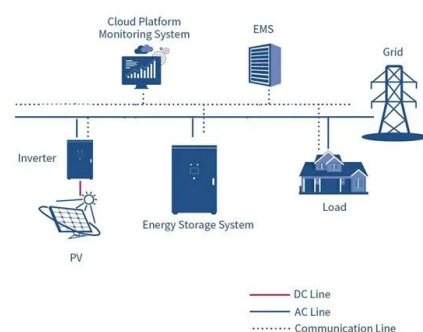 Cloud Platform
Monitoring System
EMS
Grid
Inverter
Energy Storage System
Load
PV
DC Line
AC Line
Communication Line